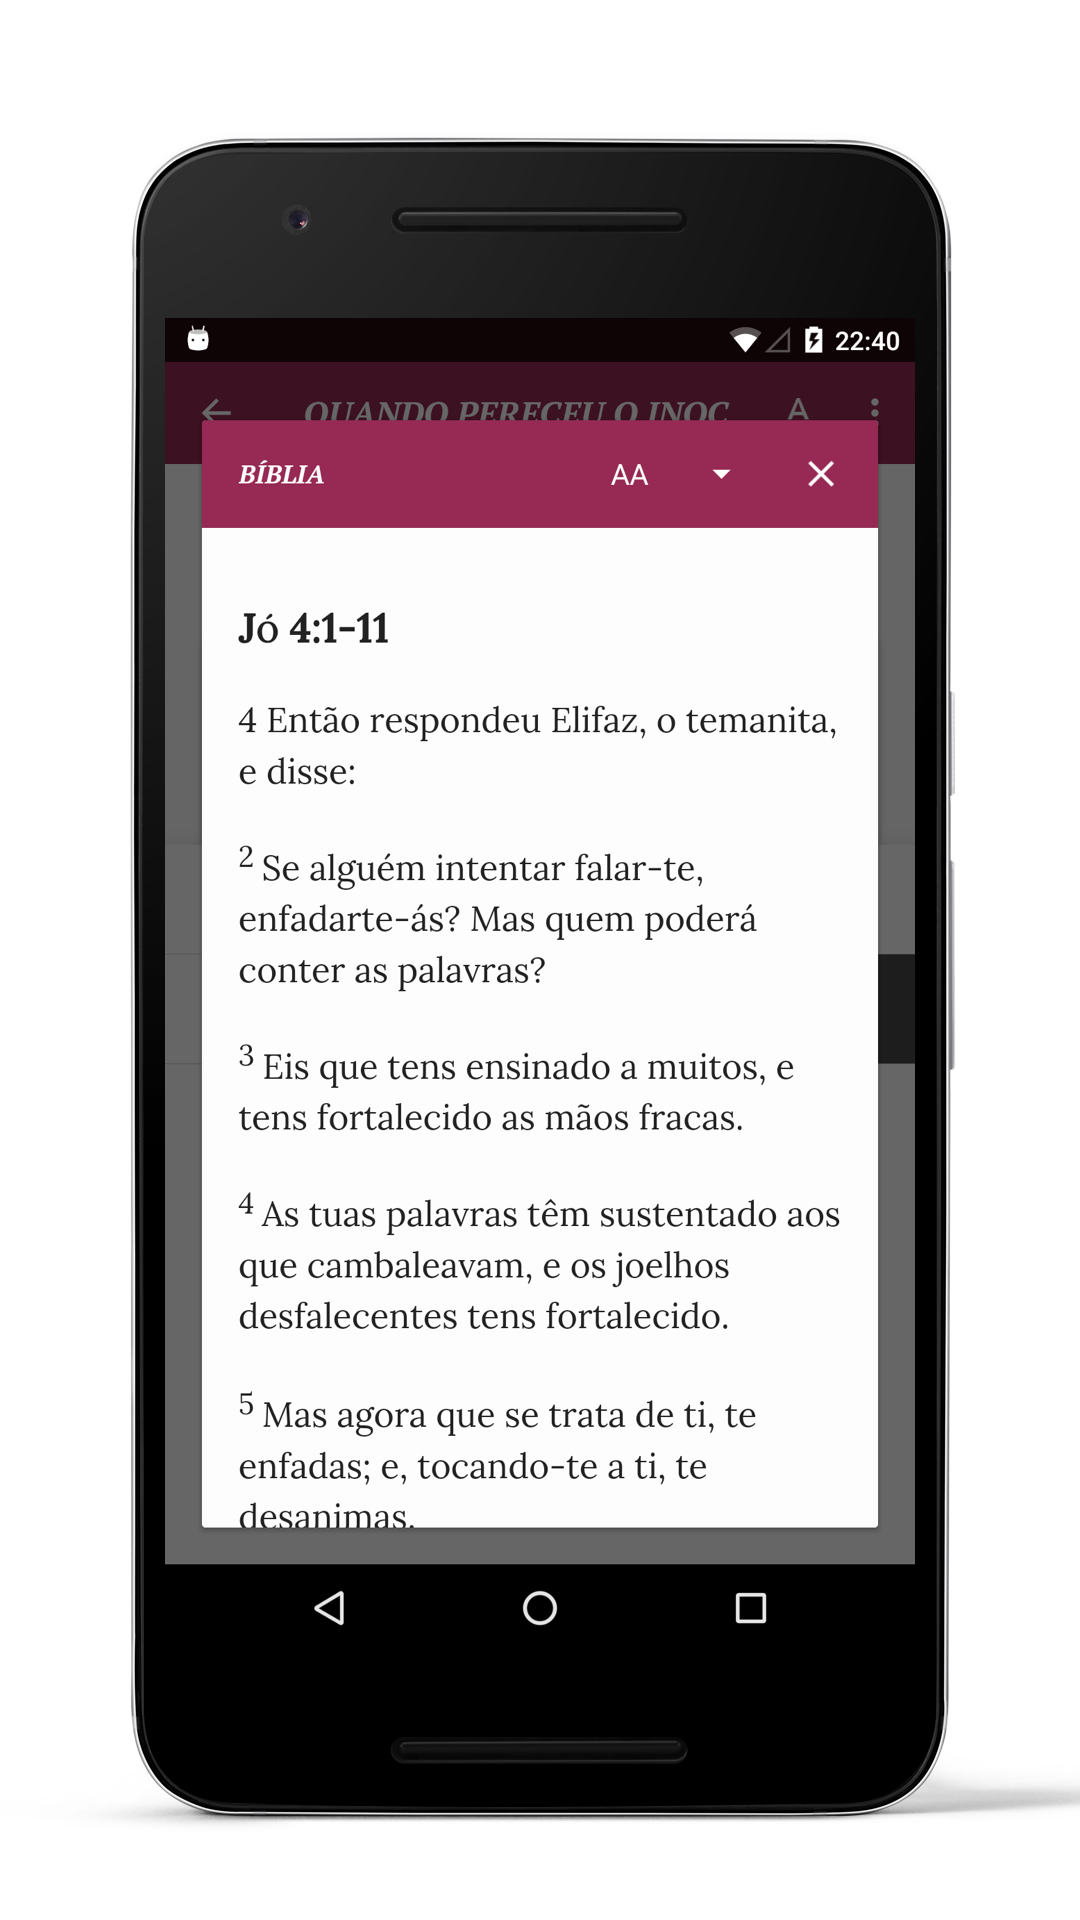 22:40
QUANDO PERECEU O INOC
A
BÍBLIA
AA
Jó 4:1-11
4 Então respondeu Elifaz, o temanita,
e disse:
2 Se alguém intentar falar-te,
enfadarte-ás? Mas quem poderá
conter as palavras?
3 Eis que tens ensinado a muitos, e
tens fortalecido as mãos fracas.
4 As tuas palavras têm sustentado aos
que cambaleavam, e os joelhos
desfalecentes tens fortalecido.
5 Mas agora que se trata de ti, te
enfadas; e, tocando-te a ti, te
desanimas.